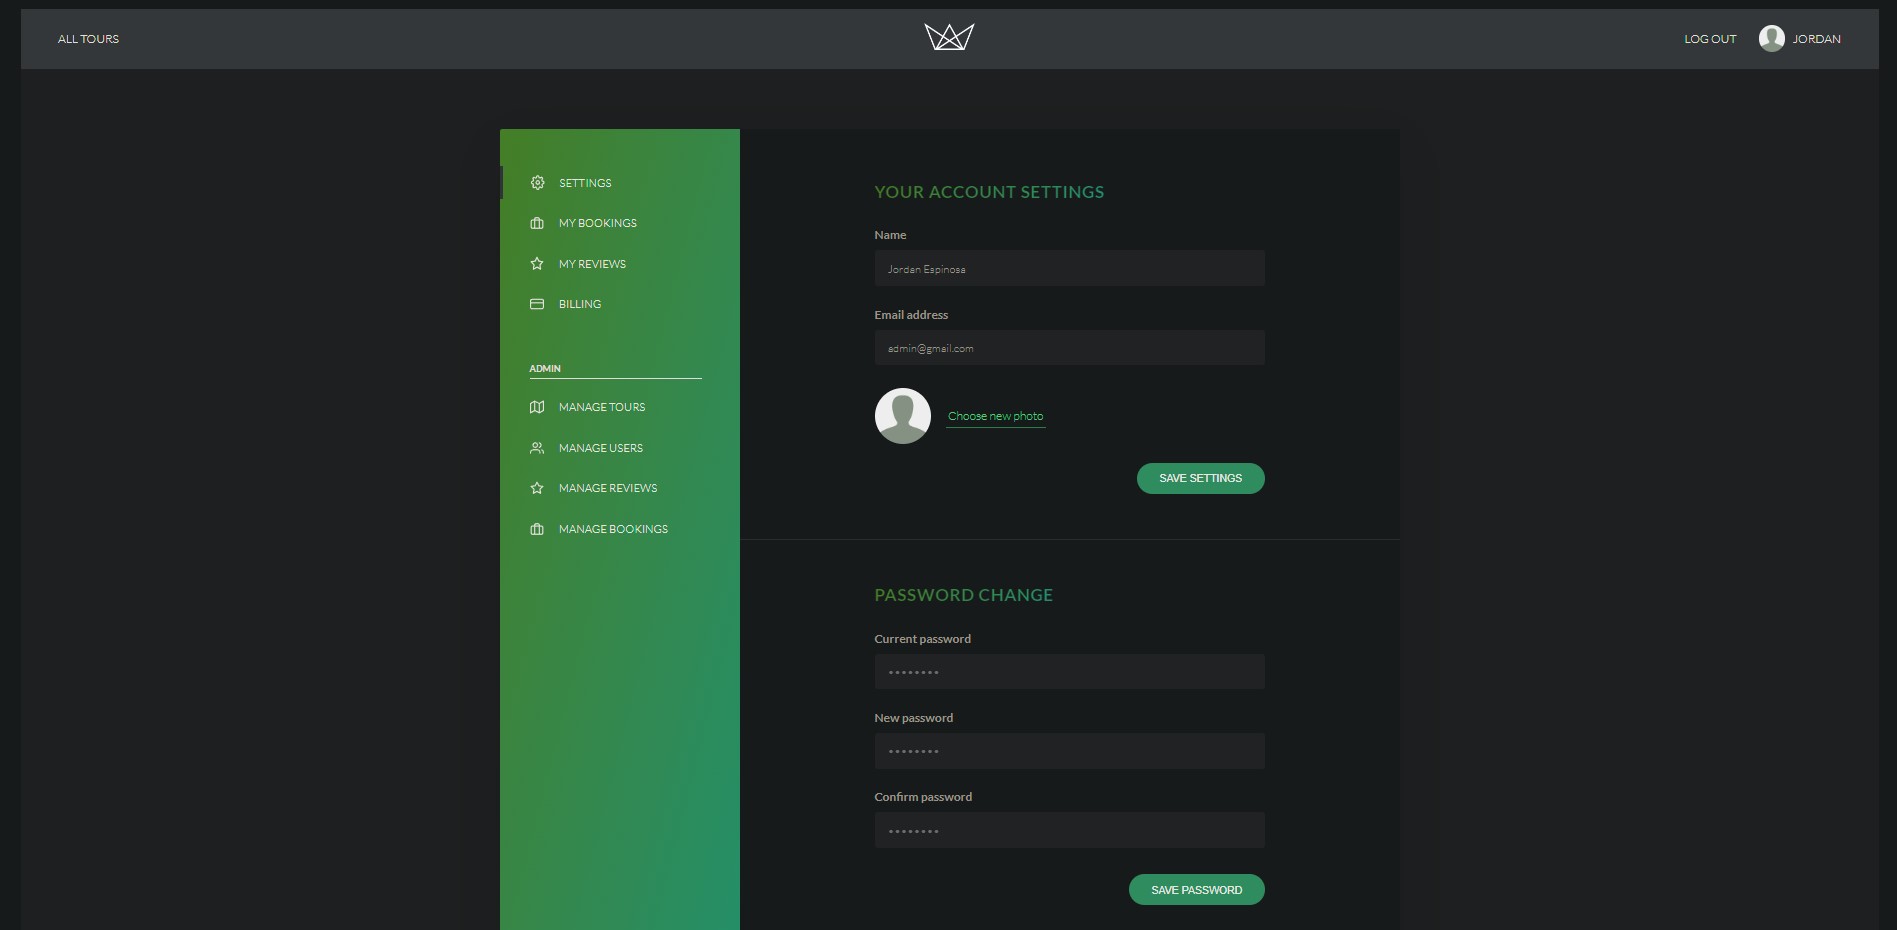 ALL TOURS
LOG OUT
JORDAN
SETTINGS
MY BOOKINGS
MY REVIEWS
BILLING
ADMIN
MANAGE TOURS
MANAGE USERS
MANAGE REVIEWS
MANAGE BOOKINGS
YOUR ACCOUNT SETTINGS
Name
Jordan Espinosa
Email address
admin@gmail.com
Choose new photo
SAVE SETTINGS
PASSWORD CHANGE
Current password
••••••••
New password
••••••••
Confirm password
••••••••
SAVE PASSWORD